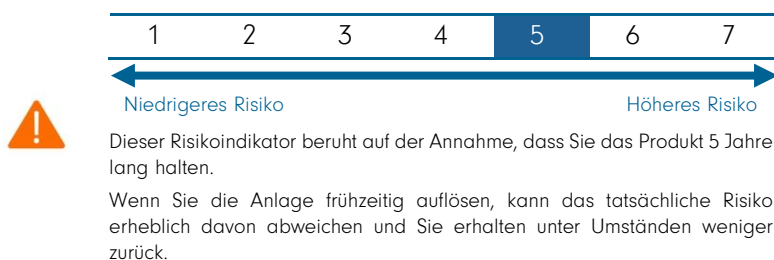 1 2 3 4 5 6 7
Niedrigeres Risiko Höheres Risiko
Dieser Risikoindikator beruht auf der Annahme, dass Sie das Produkt 5 Jahre
lang halten.
Wenn Sie die Anlage frühzeitig auflösen, kann das tatsächliche Risiko
erheblich davon abweichen und Sie erhalten unter Umständen weniger
zurück.